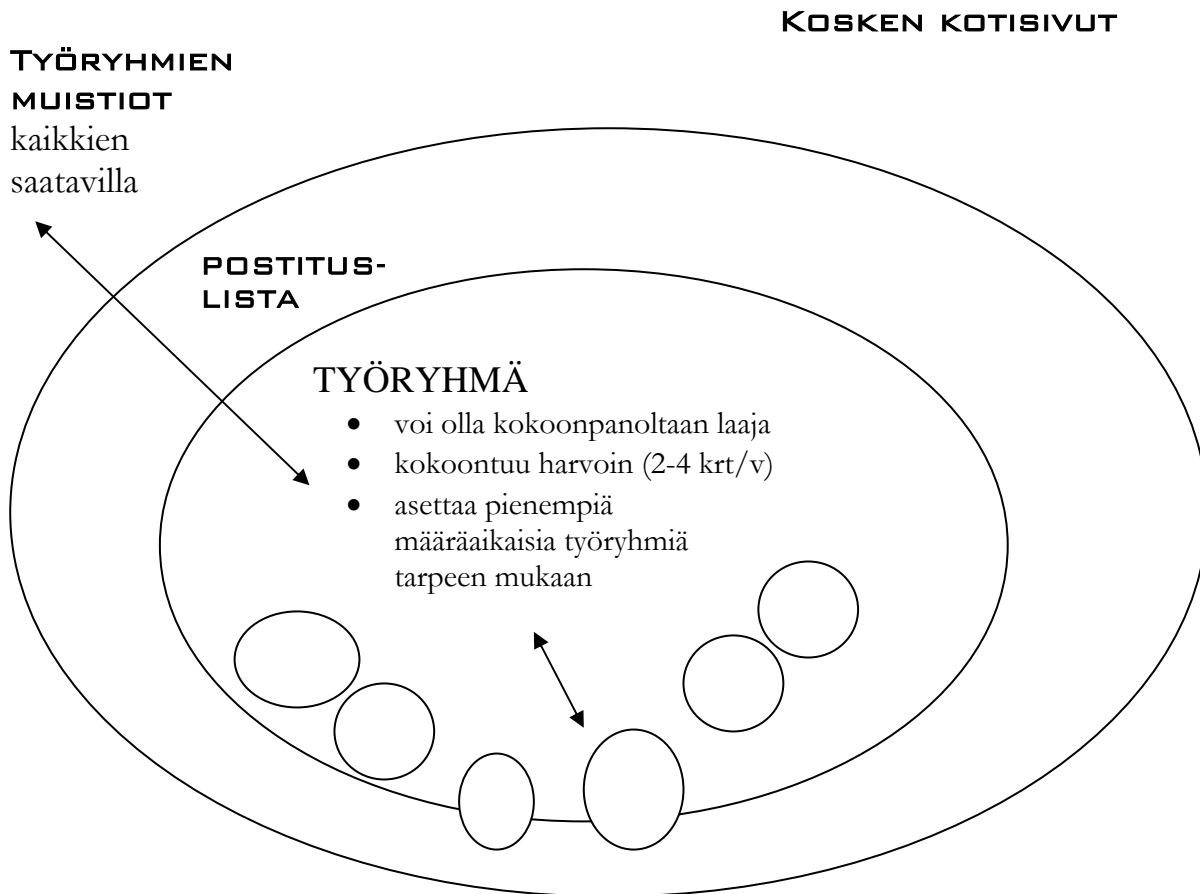 KOSKEN KOTISIVUT
TYÖRYHMIEN
MUISTIOT
kaikkien
saatavilla
POSTITUS-
LISTA
TYÖRYHMÄ
• voi olla kokoonpanoltaan laaja
• kokoontuu harvoin (2-4 krt/v)
• asettaa pienempiä
määräaikaisia työryhmiä
tarpeen mukaan